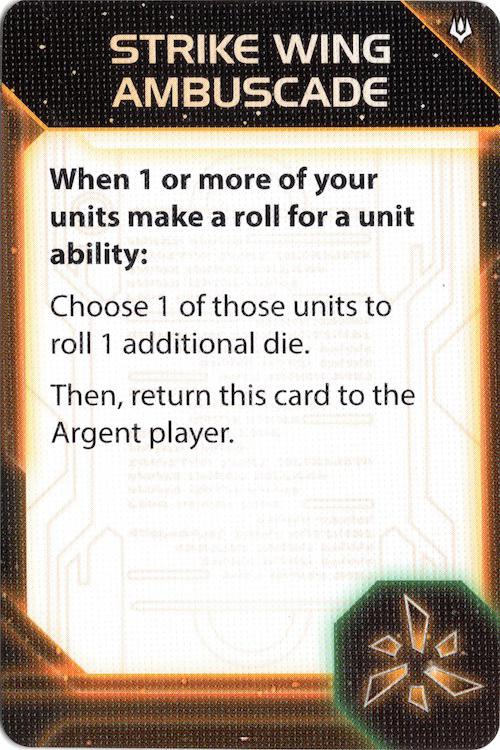 STRIKE WING
AMBUSCADE
When 1 or more of your
units make a roll for a unit
ability:
Choose 1 of those units to
roll 1 additional die.
Then, return this card to the
Argent player.